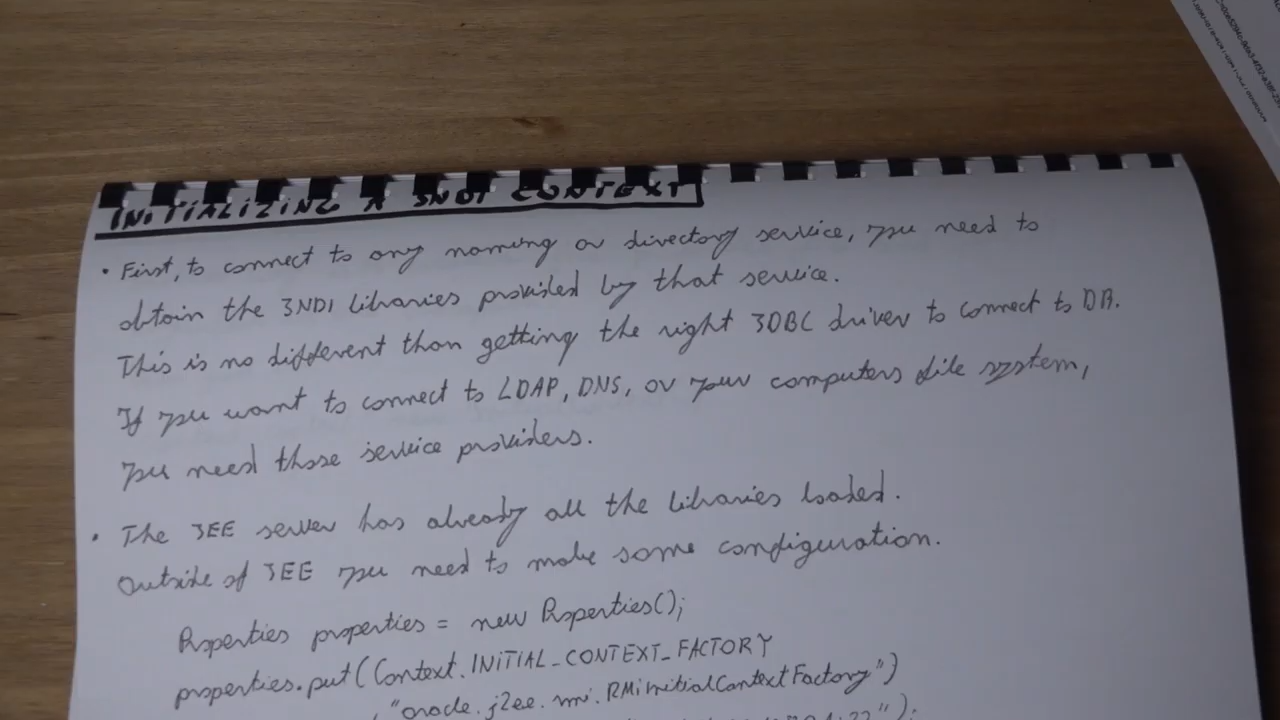 INITIALIZING A JNDI CONTEXT
• First, to connect to any naming or directory service, you need to
obtain the JNDI libraries provided by that service.
This is no different than getting the right JDBC driver to connect to DB.
If you want to connect to LDAP, DNS, or your computers file system,
you need those service providers.
• The JEE server has already all the libraries loaded.
Outside of JEE you need to make some configuration.
Properties properties = new Properties();
properties.put(Context.INITIAL_CONTEXT_FACTORY
, "oracle.j2ee.rmi.RMIInitialContextFactory")